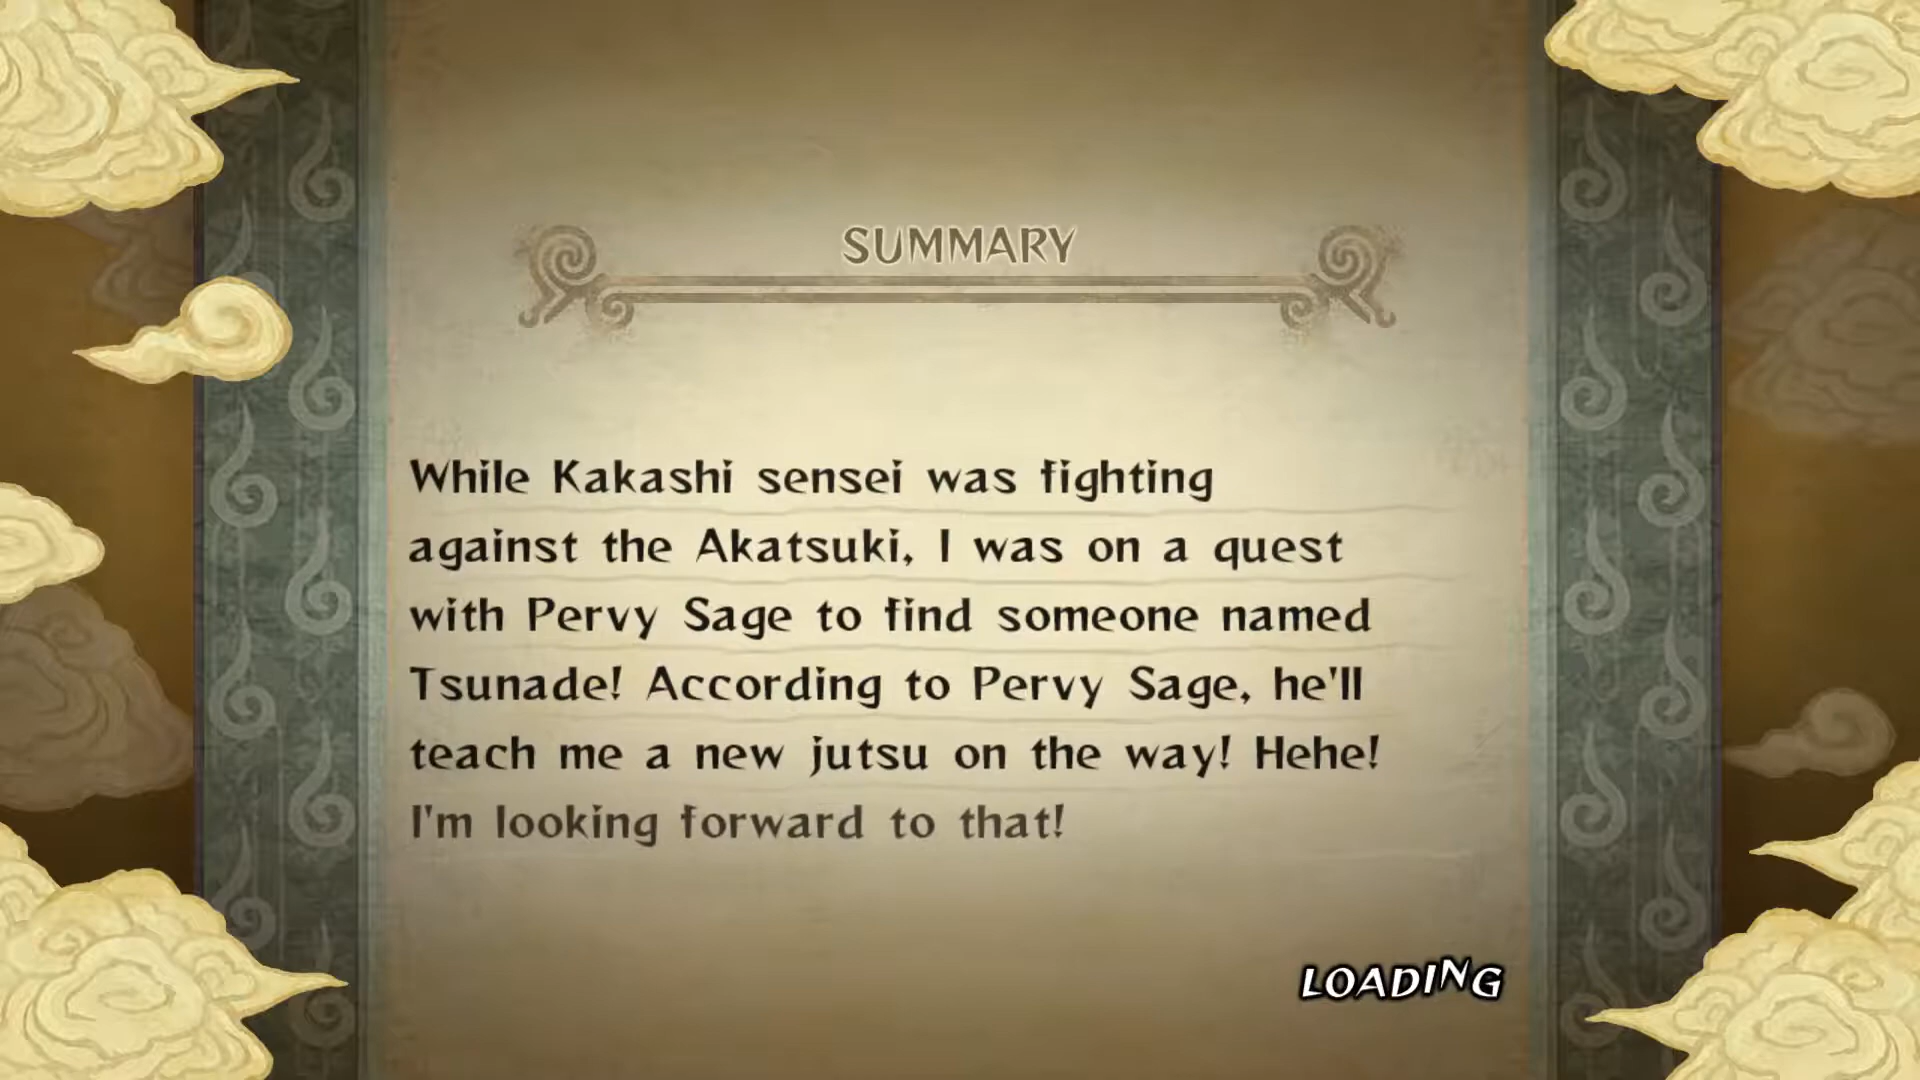 SUMMARY
While Kakashi sensei was fighting
against the Akatsuki, I was on a quest
with Pervy Sage to find someone named
Tsunade! According to Pervy Sage, he'll
teach me a new jutsu on the way! Hehe!
I'm looking forward to that!
LOADING